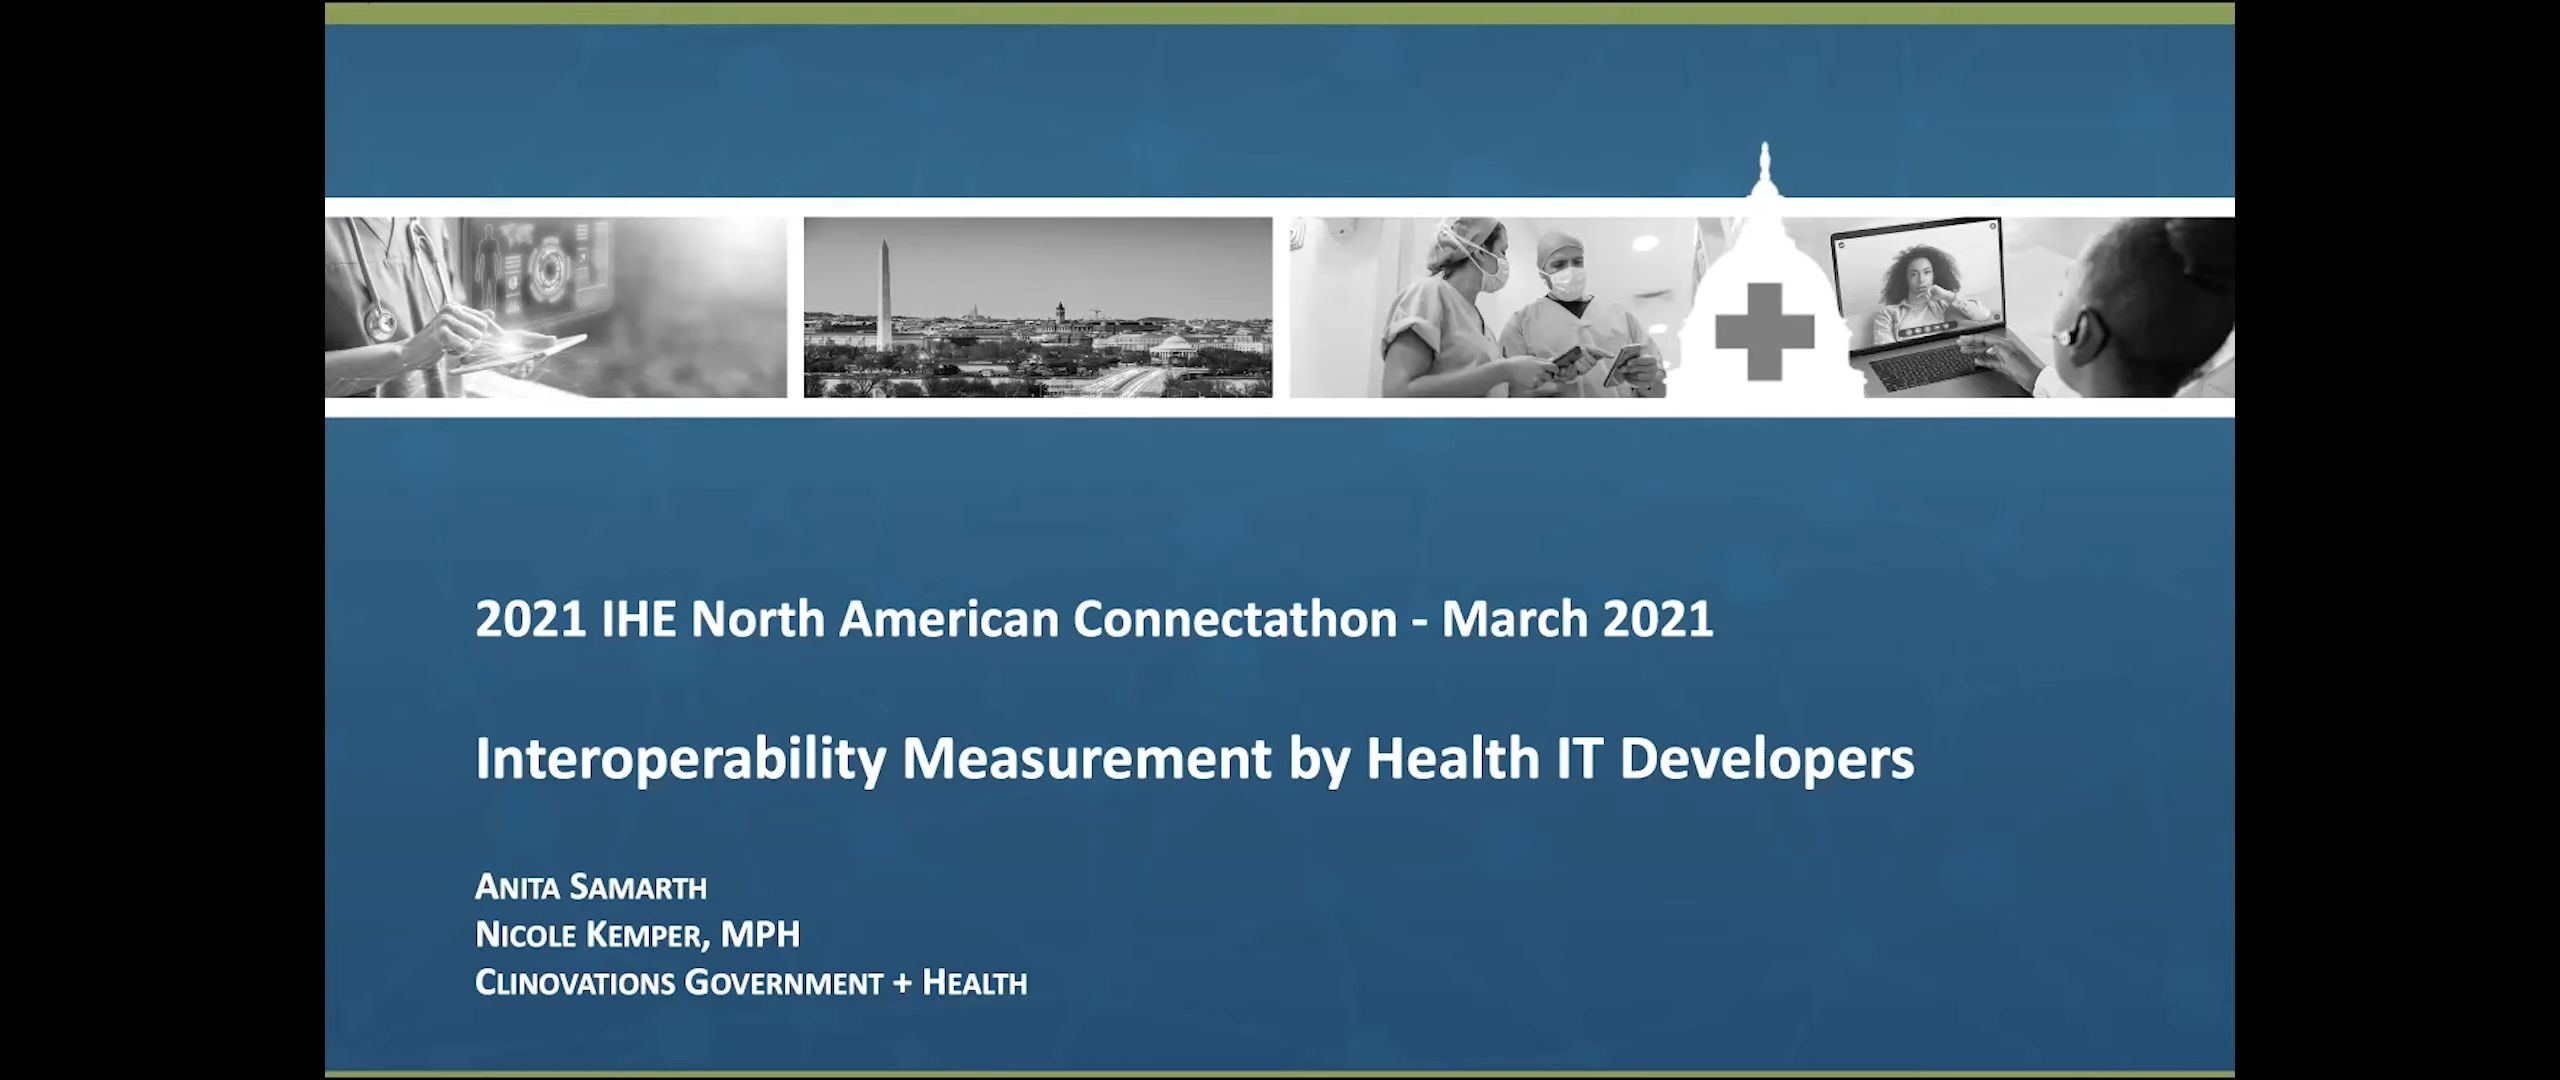 2021 IHE North American Connectathon - March 2021
Interoperability Measurement by Health IT Developers
ANITA SAMARTH
NICOLE KEMPER, MPH
CLINOVATIONS GOVERNMENT + HEALTH